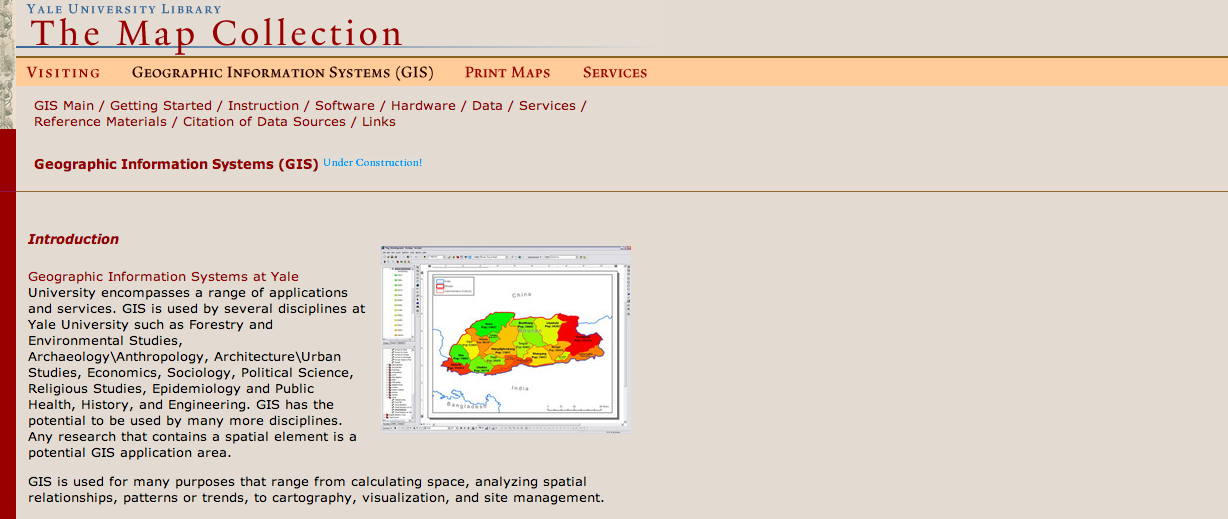 YALE UNIVERSITY LIBRARY
The Map Collection
VISITING GEOGRAPHIC INFORMATION SYSTEMS (GIS) PRINT MAPS SERVICES
GIS Main / Getting Started / Instruction / Software / Hardware / Data / Services /
Reference Materials / Citation of Data Sources / Links
Geographic Information Systems (GIS) Under Construction!
Introduction
Geographic Information Systems at Yale
University encompasses a range of applications
and services. GIS is used by several disciplines at
Yale University such as Forestry and
Environmental Studies,
Archaeology\Anthropology, Architecture\Urban
Studies, Economics, Sociology, Political Science,
Religious Studies, Epidemiology and Public
Health, History, and Engineering. GIS has the
potential to be used by many more disciplines.
Any research that contains a spatial element is a
potential GIS application area.
China
Bhutan
India
Bangladesh
GIS is used for many purposes that range from calculating space, analyzing spatial
relationships, patterns or trends, to cartography, visualization, and site management.